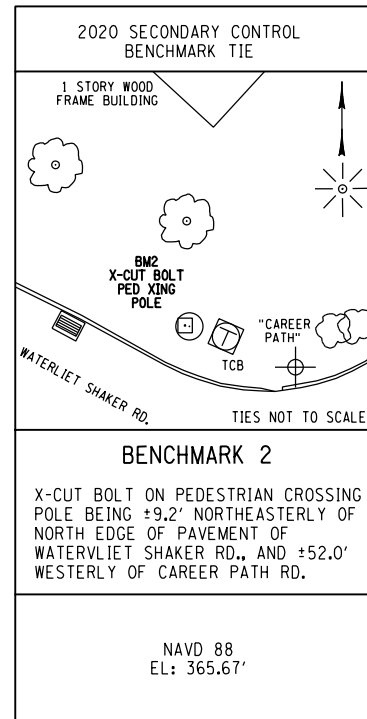 2020 SECONDARY CONTROL
BENCHMARK TIE
1 STORY WOOD
FRAME BUILDING
BM2
X-CUT BOLT
PED XING
POLE
"CAREER
PATH"
T
TCB
WATERLIET SHAKER RD.
TIES NOT TO SCALE
BENCHMARK 2
X-CUT BOLT ON PEDESTRIAN CROSSING
POLE BEING ±9.2' NORTHEASTERLY OF
NORTH EDGE OF PAVEMENT OF
WATERVLIET SHAKER RD., AND ±52.0'
WESTERLY OF CAREER PATH RD.
NAVD 88
EL: 365.67'